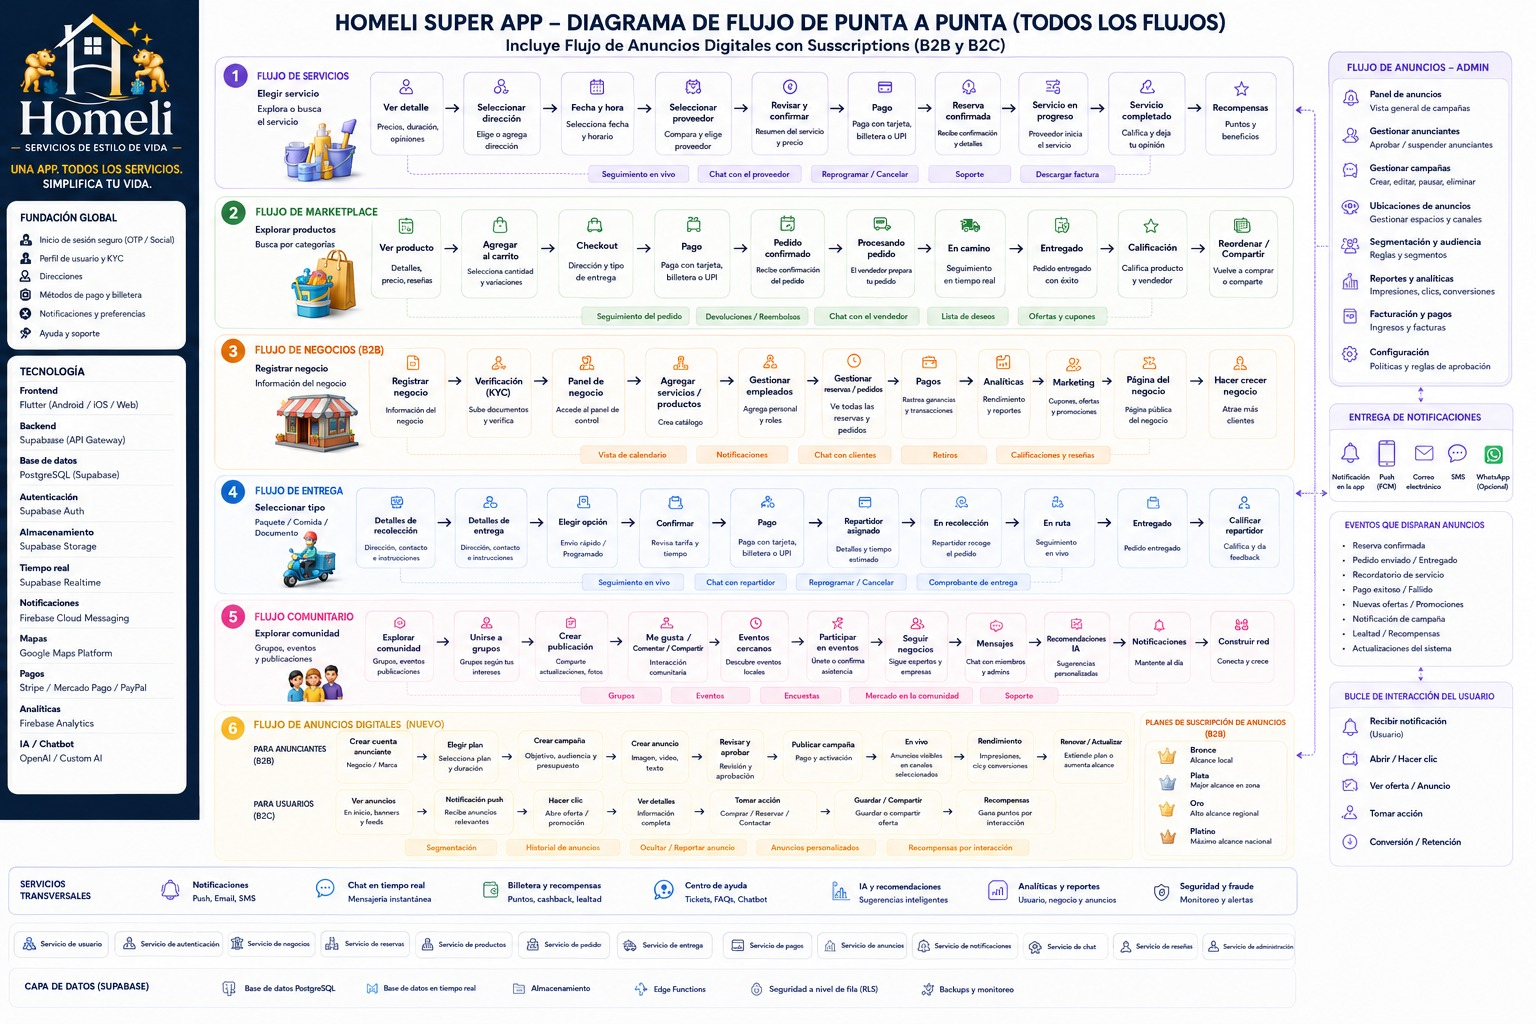 HOMELI SUPER APP – DIAGRAMA DE FLUJO DE PUNTA A PUNTA (TODOS LOS FLUJOS)
Incluye Flujo de Anuncios Digitales con Susscriptions (B2B y B2C)
Homeli
— SERVICIOS DE ESTILO DE VIDA —
UNA APP. TODOS LOS SERVICIOS.
SIMPLIFICA TU VIDA.
FUNDACIÓN GLOBAL
Inicio de sesión seguro (OTP / Social)
Perfil de usuario y KYC
Direcciones
Métodos de pago y billetera
Notificaciones y preferencias
Ayuda y soporte
TECNOLOGÍA
Frontend
Flutter (Android / iOS / Web)
Backend
Supabaase (API Gateway)
Base de datos
PostgreSQL (Supabase)
Autenticación
Supabase Auth
Almacenamiento
Supabase Storage
Tiempo real
Supabase Realtime
Notificaciones
Firebase Cloud Messaging
Mapas
Google Maps Platform
Pagos
Stripe / Mercado Pago / PayPal
Analíticas
Firebase Analytics
IA / Chatbot
OpenAI / Custom AI
1
FLUJO DE SERVICIOS
Elegir servicio
Explora o busca
el servicio
Ver detalle
Precios, duración,
opiniones
Seleccionar
dirección
Elige o agrega
dirección
Fecha y hora
Selecciona fecha
y horario
Seleccionar
proveedor
Compara y elige
proveedor
Revisar y
confirmar
Resumen del servicio
y precio
Pago
Paga con tarjeta,
billetera o UPI
Reserva
confirmada
Recibe confirmación
y detalles
Servicio en
progreso
Proveedor inicia
el servicio
Servicio
completado
Califica y deja
tu opinión
Recompensas
Puntos y
beneficios
Seguimiento en vivo
Chat con el proveedor
Reprogramar / Cancelar
Soporte
Descargar factura
2
FLUJO DE MARKETPLACE
Explorar productos
Busca por categorías
Ver producto
Detalles,
precio, reseñas
Agregar
al carrito
Selecciona cantidad
y variaciones
Checkout
Dirección y tipo
de entrega
Pago
Paga con tarjeta,
billetera o UPI
Pedido
confirmado
Recibe confirmación
del pedido
Procesando
pedido
El vendedor prepara
tu pedido
En camino
Seguimiento
en tiempo real
Entregado
Pedido entregado
con éxito
Calificación
Califica producto
y vendedor
Reordenar /
Compartir
Vuelve a comprar
o comparte
Seguimiento del pedido
Devoluciones / Reembolsos
Chat con el vendedor
Lista de deseos
Ofertas y cupones
3
FLUJO DE NEGOCIOS (B2B)
Registrar negocio
Información del negocio
Registrar
negocio
Información del
negocio
Verificación
(KYC)
Sube documentos
y verifica
Panel de
negocio
Accede al panel de
control
Agregar
servicios /
productos
Crea catálogo
Gestionar
empleados
Agrega personal
y roles
Gestionar
reservas / pedidos
Ve todas las
reservas y
pedidos
Pagos
Rastrea ganancias
y transacciones
Analíticas
Rendimiento
y reportes
Marketing
Cupones, ofertas
y promociones
Página del
negocio
Página pública
del negocio
Hacer crecer
negocio
Atrae más
clientes
Vista de calendario
Notificaciones
Chat con clientes
Retiros
Calificaciones y reseñas
4
FLUJO DE ENTREGA
Seleccionar tipo
Paquete / Comida /
Documento
Detalles de
recolección
Dirección, contacto
e instrucciones
Detalles de
entrega
Dirección, contacto
e instrucciones
Elegir opción
Envío rápido /
Programado
Confirmar
Revisa tarifa y
tiempo
Pago
Paga con tarjeta,
billetera o UPI
Repartidor
asignado
Detalles y tiempo
estimado
En recolección
Repartidor recoge
el pedido
En ruta
Seguimiento
en vivo
Entregado
Pedido entregado
Calificar
repartidor
Califica y da
feedback
Seguimiento en vivo
Chat con repartidor
Reprogramar / Cancelar
Comprobante de entrega
5
FLUJO COMUNITARIO
Explorar comunidad
Grupos, eventos
y publicaciones
Explorar
comunidad
Grupos, eventos
publicaciones
Unirse a
grupos
Grupes según tus
intereses
Crear
publicación
Comparte
actualizaciones, fotos
Me gusta /
Comentar / Compartir
Interacción
comunitaria
Eventos
cercanos
Descubre eventos
locales
Participar
en eventos
Únete o confirma
asistencia
Seguir
negocios
Sigue expertos y
empresas
Mensajes
Chat con miembros
y admins
Recomendaciones
IA
Sugerencias
personalizadas
Notificaciones
Mantente al día
Construir red
Conecta y crece
Grupos
Eventos
Encuestas
Mercado en la comunidad
Soporte
6
FLUJO DE ANUNCIOS DIGITALES (NUEVO)
PARA ANUNCIANTES
(B2B)
Crear cuenta
anunciante
Negocio / Marca
Elegir plan
Selecciona plan
y duración
Crear campaña
Objetivo, audiencia y
presupuesto
Crear anuncio
Imagen, video,
texto
Revisar y
aprobar
Revisión y
aprobación
Publicar campaña
Pago y activación
En vivo
Anuncios visibles
en canales
seleccionados
Rendimiento
Impresiones,
Renovar / Actualizar
Extiende plan o
aumenta alcance
PARA USUARIOS
(B2C)
Ver anuncios
En inicio, banners
y feeds
Notificación push
Recibe anuncios
relevantes
Hacer clic
Abre oferta /
promoción
Ver detalles
Información
completa
Tomar acción
Comprar / Reservar /
Contactar
Guardar / Compartir
Guardar o compartir
oferta
Recompensas
Gana puntos por
interacción
Segmentación
Historial de anuncios
Ocultar / Reportar anuncio
Anuncios personalizados
Recompensas por interacción
PLANES DE SUSCRIPCIÓN DE ANUNCIOS
(B2B)
Bronce
Alcance local
Plata
Major alcance en zona
Oro
Alto alcance regional
Platino
Máximo alcance nacional
FLUJO DE ANUNCIOS – ADMIN
Panel de anuncios
Vista general de campañas
Gestionar anunciantes
Aprobar / suspender anunciantes
Gestionar campañas
Crear, editar, pausar, eliminar
Ubicaciones de anuncios
Gestionar espacios y canales
Segmentación y audiencia
Reglas y segmentos
Reportes y analíticas
Impresiones, clics, conversiones
Facturación y pagos
Ingresos y facturas
Configuración
Políticas y reglas de aprobación
ENTREGA DE NOTIFICACIONES
Notificación
en la app
Push
(FCM)
Correo
electrónico
SMS
WhatsApp
(Opcional)
EVENTOS QUE DISPARAN ANUNCIOS
• Reserva confirmada
• Pedido enviado / Entregado
• Recordatorio de servicio
• Pago exitoso / Fallido
• Nuevas ofertas / Promociones
• Notificación de campaña
• Lealtad / Recompensas
• Actualizaciones del sistema
BUCLE DE INTERACCIÓN DEL USUARIO
Recibir notificación
(Usuario)
Abrir / Hacer clic
Ver oferta / Anuncio
Tomar acción
Conversión / Retención
SERVICIOS
TRANSVERSALES
Notificaciones
Push, Email, SMS
Chat en tiempo real
Mensajería instantánea
Billetera y recompensas
Puntos, cashback, lealtad
Centro de ayuda
Tickets, FAQs, Chatbot
IA y recomendaciones
Sugerencias inteligentes
Analíticas y reportes
Usuario, negocio y anuncios
Seguridad y fraude
Monitoreo y alertas
Servicio de usuario
Servicio de autenticación
Servicio de negocios
Servicio de reservas
Servicio de productos
Servicio de pedido
Servicio de entrega
Servicio de pagos
Servicio de anuncios
Servicio de notificaciones
Servicio de chat
Servicio de reseñas
Servicio de administración
CAPA DE DATOS (SUPABASE)
Base de datos PostgreSQL
Base de datos en tiempo real
Almacenamiento
Edge Functions
Seguridad a nivel de fila (RLS)
Backups y monitoreo